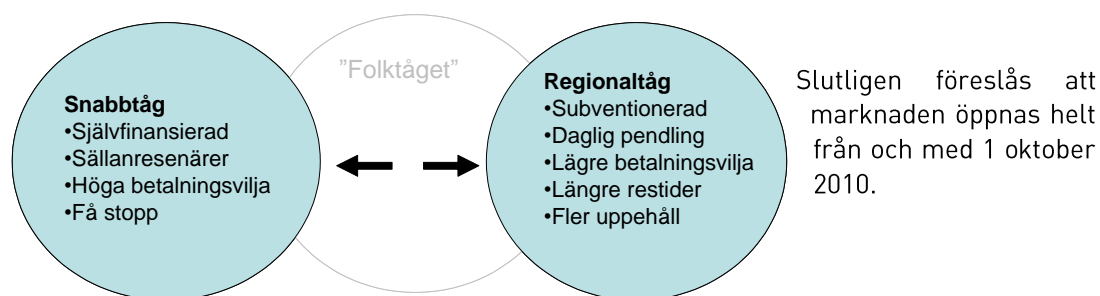 "Folktåget"
Snabbtåg
•Självfinansierad
•Sällanresenärer
•Höga betalningsvilja
•Få stopp
Regionaltåg
•Subventionerad
•Daglig pendling
•Lägre betalningsvilja
•Längre restider
•Fler uppehåll
Slutligen föreslås att
marknaden öppnas helt
från och med 1 oktober
2010.